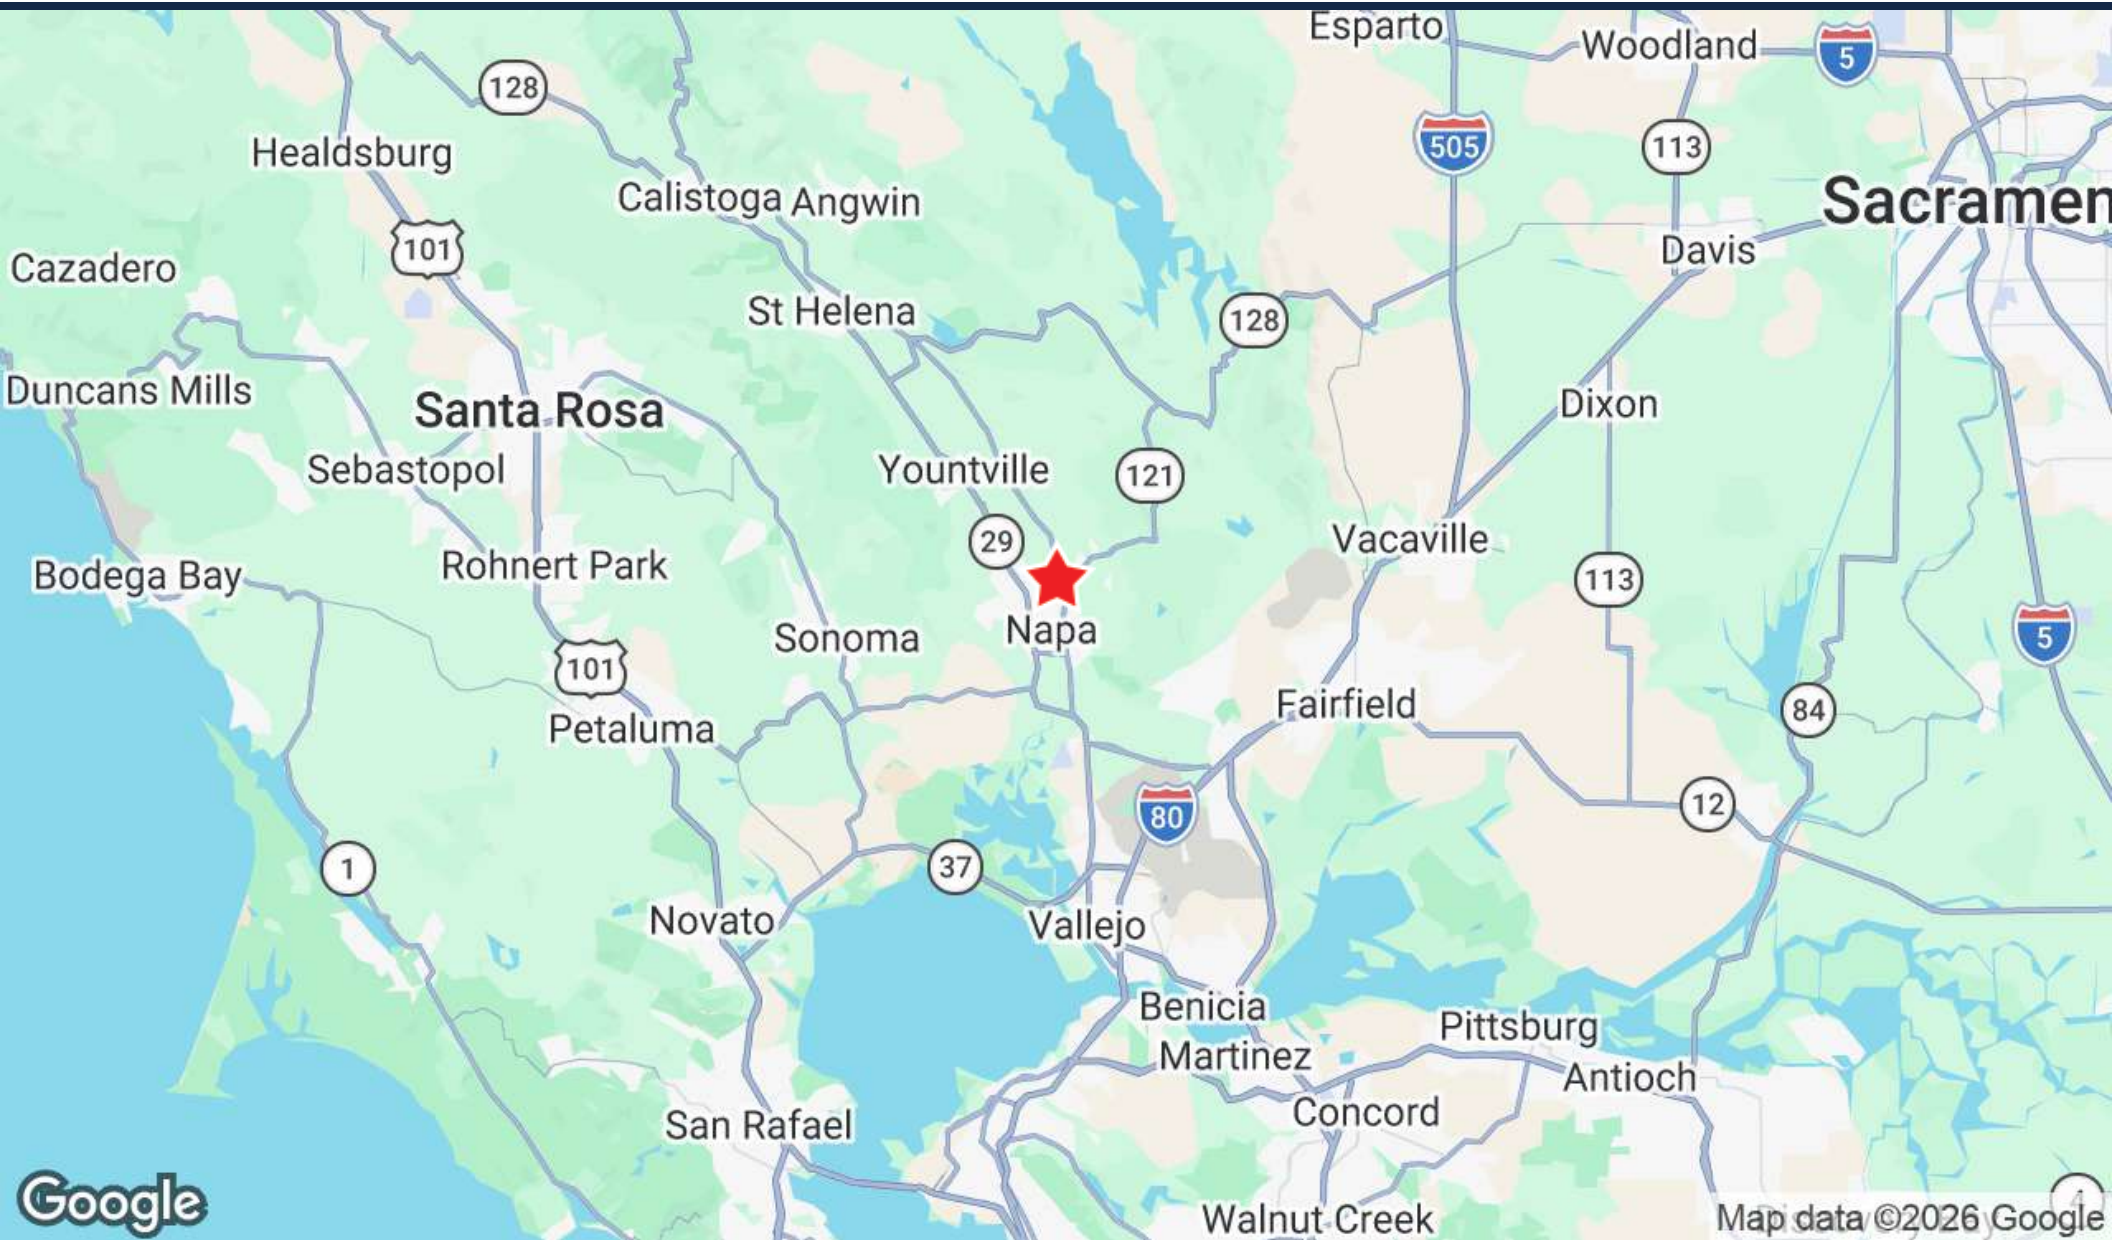 Esparto
Woodland
5
128
505
113
Healdsburg
Calistoga
Angwin
Sacramen
101
Davis
Cazadero
St Helena
128
Duncans Mills
Santa Rosa
Dixon
Sebastopol
Yountville
121
29
Vacaville
Rohnert Park
Bodega Bay
113
Napa
Sonoma
5
101
Fairfield
84
Petaluma
80
12
1
37
Novato
Vallejo
Benicia
Pittsburg
Martinez
Antioch
Concord
San Rafael
4
Google
Walnut Creek
Map data ©2026 Google